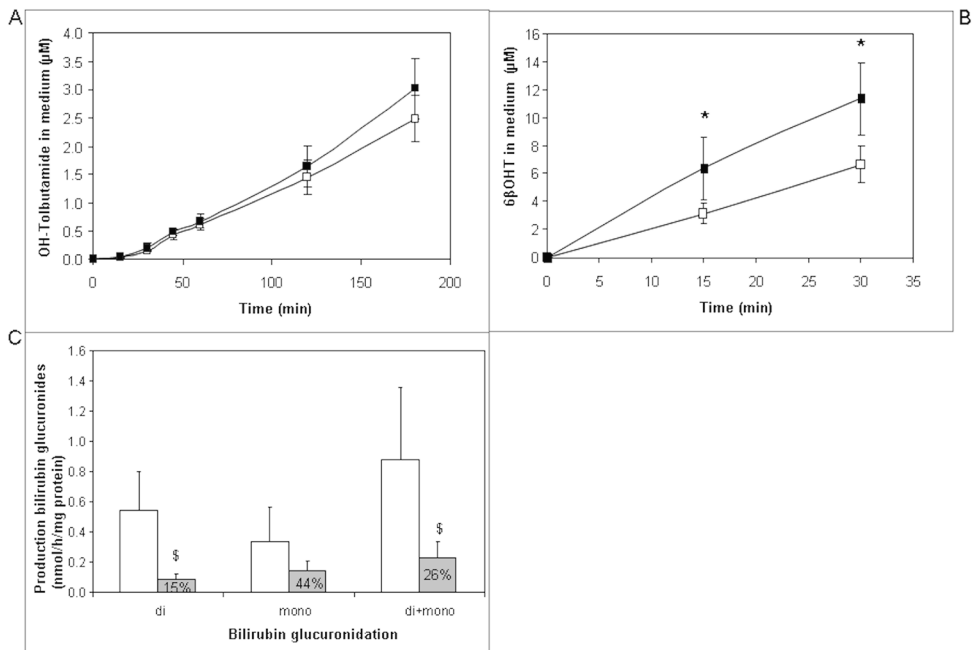 A
OH-Tolbutamide in medium (µM)
4.0
3.5
3.0
2.5
2.0
1.5
1.0
0.5
0.0
0 50 100 150 200
Time (min)
B
6βOHT in medium (µM)
16
14
12
10
8
6
4
2
0
* *
0 5 10 15 20 25 30 35
Time (min)
C
Production bilirubin glucuronides
(nmol/h/mg protein)
1.6
1.4
1.2
1.0
0.8
0.6
0.4
0.2
0.0
$ $
15% 44% 26%
di mono di+mono
Bilirubin glucuronidation